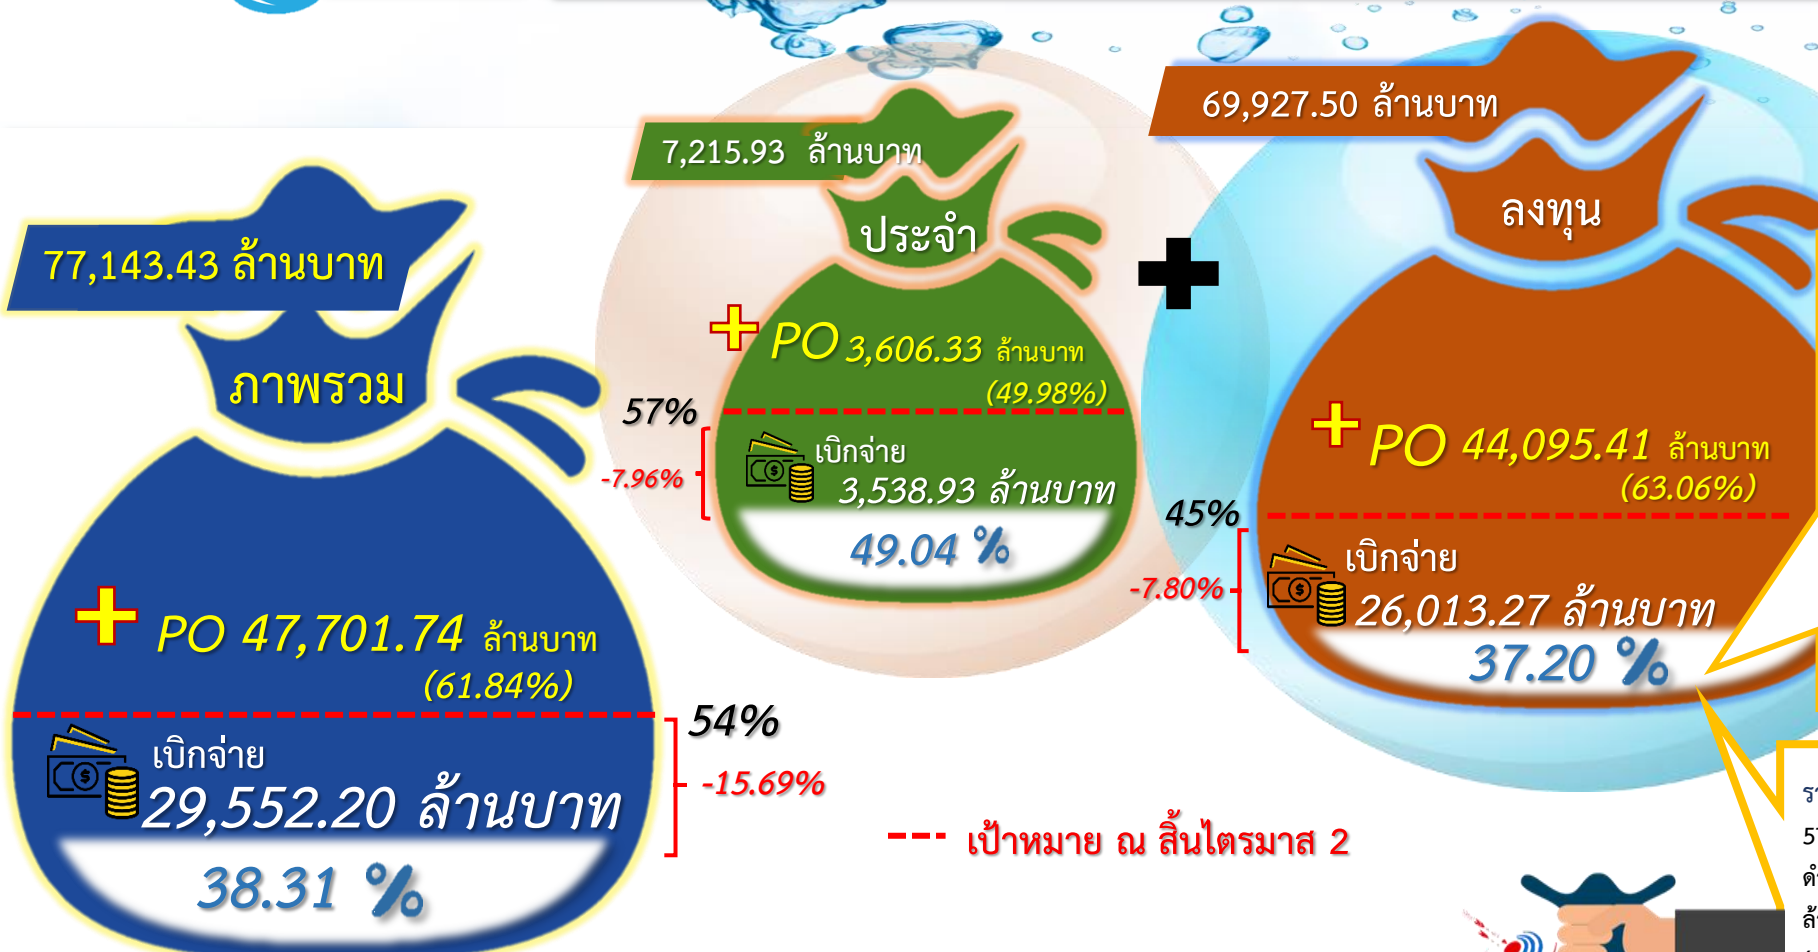 77,143.43 ล้านบาท
ภาพรวม
PO 47,701.74 ล้านบาท
(61.84%)
54%
-15.69%
เบิกจ่าย
29,552.20 ล้านบาท
38.31 %
7,215.93 ล้านบาท
ประจำ
PO 3,606.33 ล้านบาท
(49.98%)
57%
-7.96%
เบิกจ่าย
3,538.93 ล้านบาท
49.04 %
69,927.50 ล้านบาท
ลงทุน
PO 44,095.41 ล้านบาท
(63.06%)
45%
-7.80%
เบิกจ่าย
26,013.27 ล้านบาท
37.20 %
--- เป้าหมาย ณ สิ้นไตรมาส 2